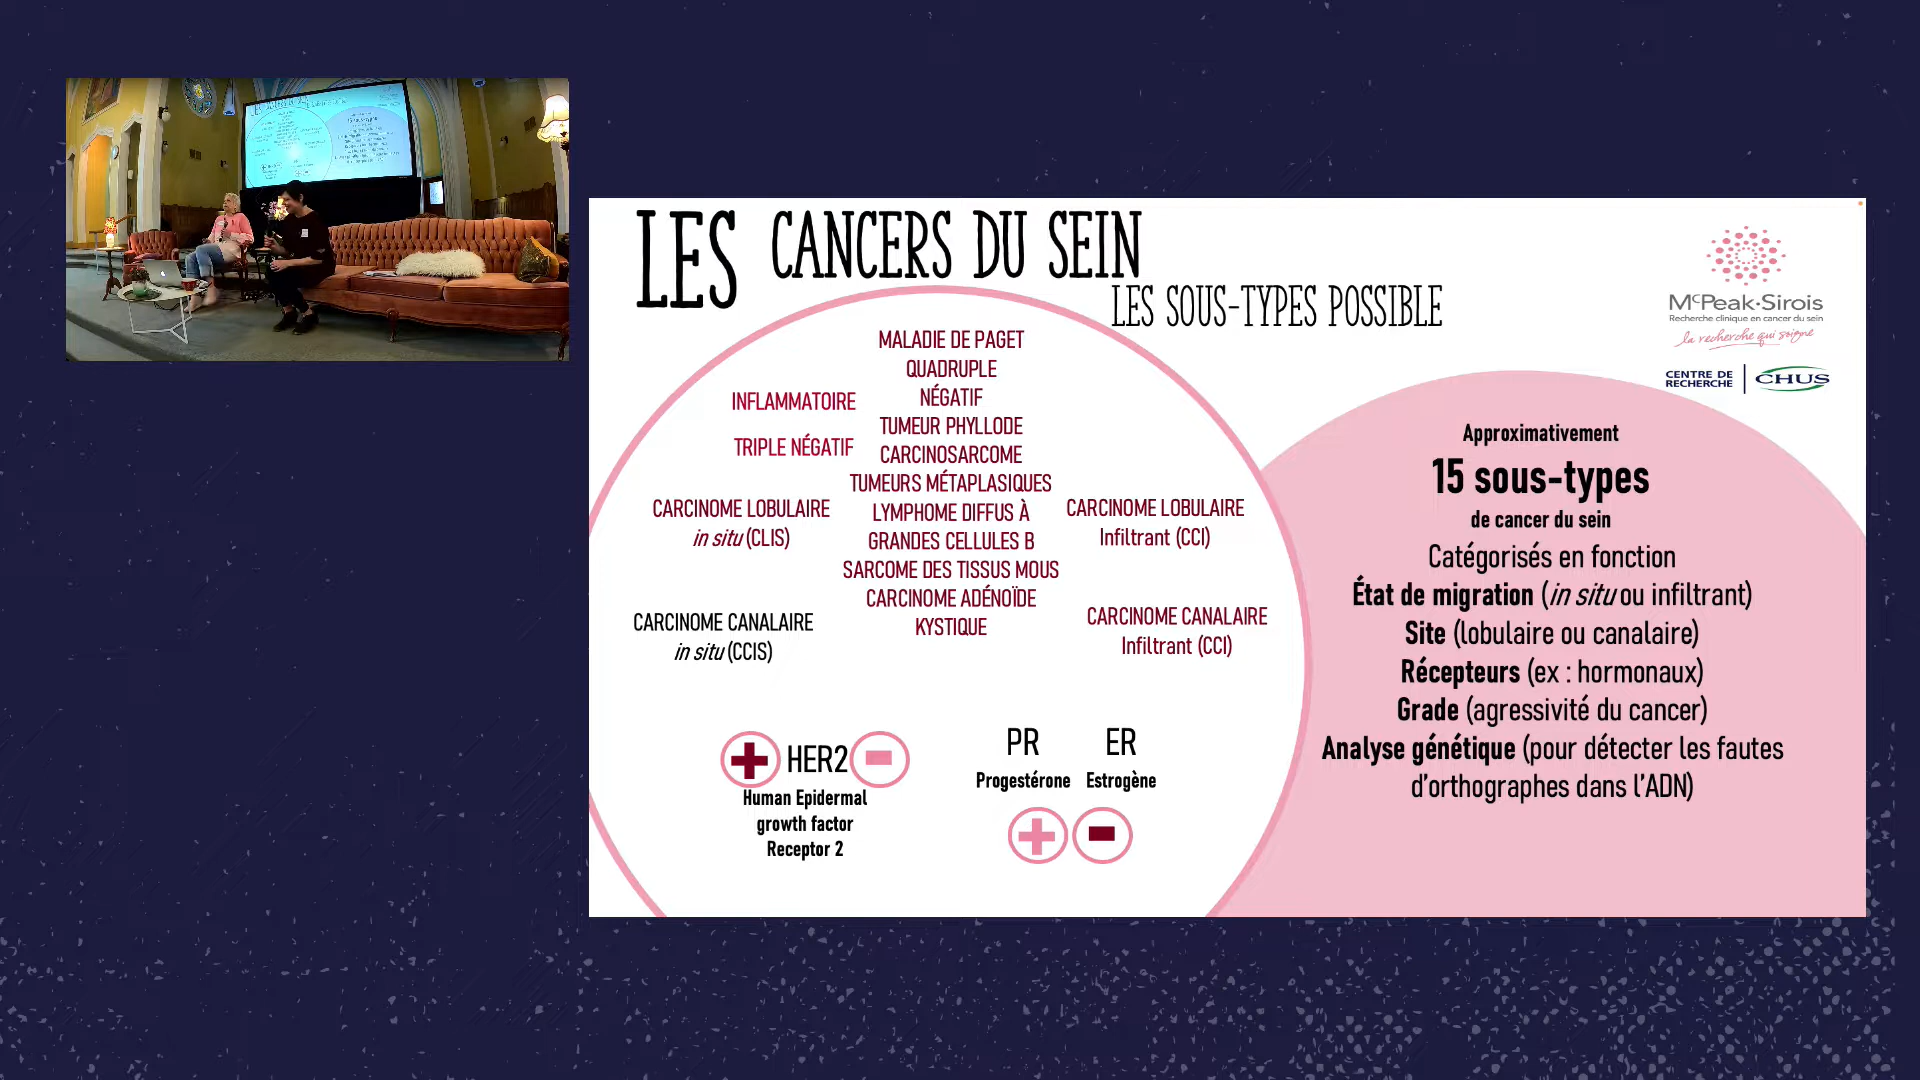 LES CANCERS DU SEIN
LES SOUS-TYPES POSSIBLE
McPeak·Sirois
Recherche clinique en cancer du sein
la recherche qui soigne
CENTRE DE
RECHERCHE
CHUS
MALADIE DE PAGET
QUADRUPLE
NÉGATIF
TUMEUR PHYLLODE
CARCINOSARCOME
TUMEURS MÉTAPLASIQUES
LYMPHOME DIFFUS À
GRANDES CELLULES B
SARCOME DES TISSUS MOUS
CARCINOME ADÉNOÏDE
KYSTIQUE
INFLAMMATOIRE
TRIPLE NÉGATIF
CARCINOME LOBULAIRE
in situ (CLIS)
CARCINOME CANALAIRE
in situ (CCIS)
CARCINOME LOBULAIRE
Infiltrant (CCI)
CARCINOME CANALAIRE
Infiltrant (CCI)
HER2
Human Epidermal
growth factor
Receptor 2
PR
Progestérone
ER
Estrogène
Approximativement
15 sous-types
de cancer du sein
Catégorisés en fonction
État de migration (in situ ou infiltrant)
Site (lobulaire ou canalaire)
Récepteurs (ex : hormonaux)
Grade (agressivité du cancer)
Analyse génétique (pour détecter les fautes
d'orthographes dans l'ADN)